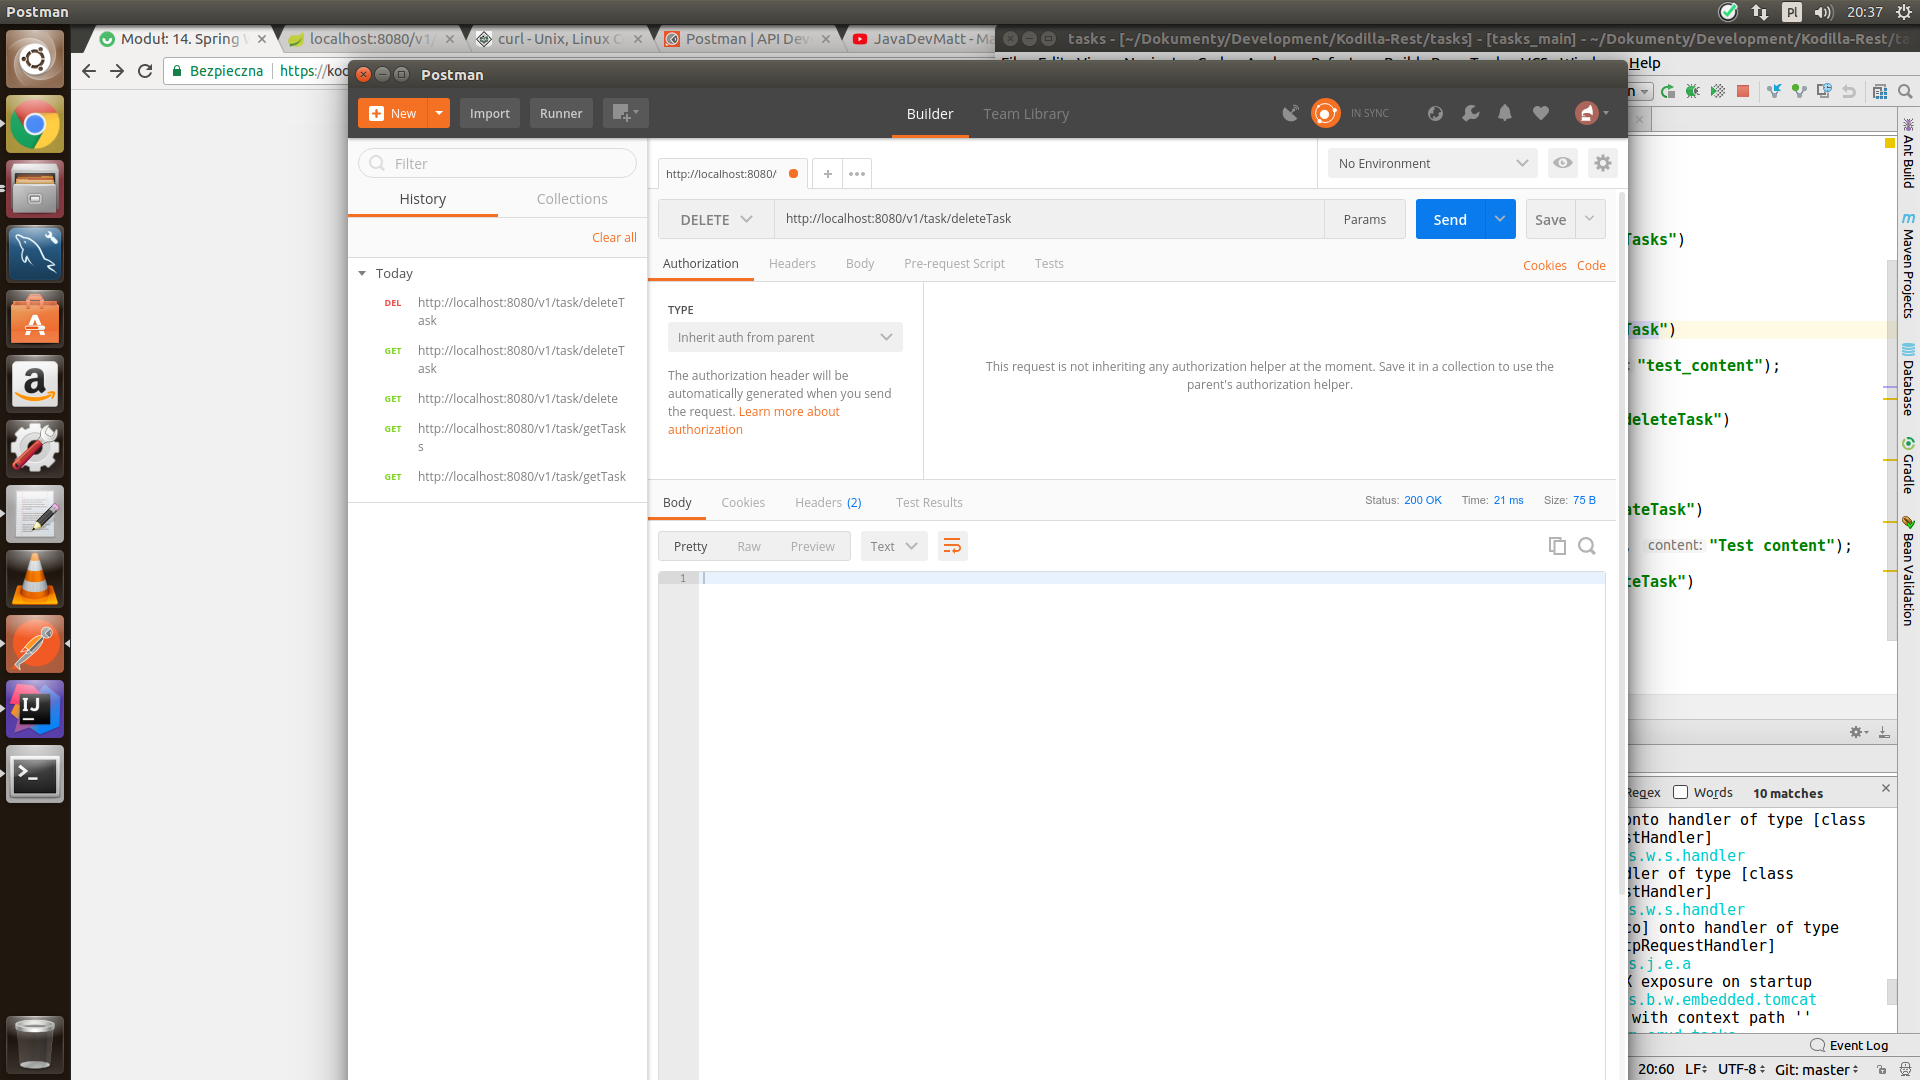 Postman
Pl
20:37
Moduł: 14. Spring W
localhost:8080/v1/
curl - Unix, Linux C
Postman | API Dev
JavaDevMatt - Ma
tasks - [~/Dokumenty/Development/Kodilla-Rest/tasks] - [tasks_main] - ~/Dokumenty/Development/Kodilla-Rest/ta
Bezpieczna
https://kod
Help
Postman
New
Import
Runner
Builder
Team Library
IN SYNC
Filter
History
Collections
Clear all
Today
DEL http://localhost:8080/v1/task/deleteT
ask
GET http://localhost:8080/v1/task/deleteT
ask
GET http://localhost:8080/v1/task/delete
GET http://localhost:8080/v1/task/getTask
s
GET http://localhost:8080/v1/task/getTask
http://localhost:8080/
+
No Environment
DELETE
http://localhost:8080/v1/task/deleteTask
Params
Send
Save
Authorization
Headers
Body
Pre-request Script
Tests
Cookies
Code
TYPE
Inherit auth from parent
The authorization header will be
automatically generated when you send
the request. Learn more about
authorization
This request is not inheriting any authorization helper at the moment. Save it in a collection to use the
parent's authorization helper.
Body
Cookies
Headers (2)
Test Results
Status: 200 OK
Time: 21 ms
Size: 75 B
Pretty
Raw
Preview
Text
1
Tasks")
Task")
"test_content");
deleteTask")
ateTask")
content: "Test content");
teTask")
Ant Build
Maven Projects
Database
Gradle
Bean Validation
Regex
Words
10 matches
onto handler of type [class
stHandler]
s.w.s.handler
dler of type [class
stHandler]
s.w.s.handler
co] onto handler of type
tpRequestHandler]
s.j.e.a
X exposure on startup
s.b.w.embedded.tomcat
with context path ''
Event Log
20:60
LF
UTF-8
Git: master